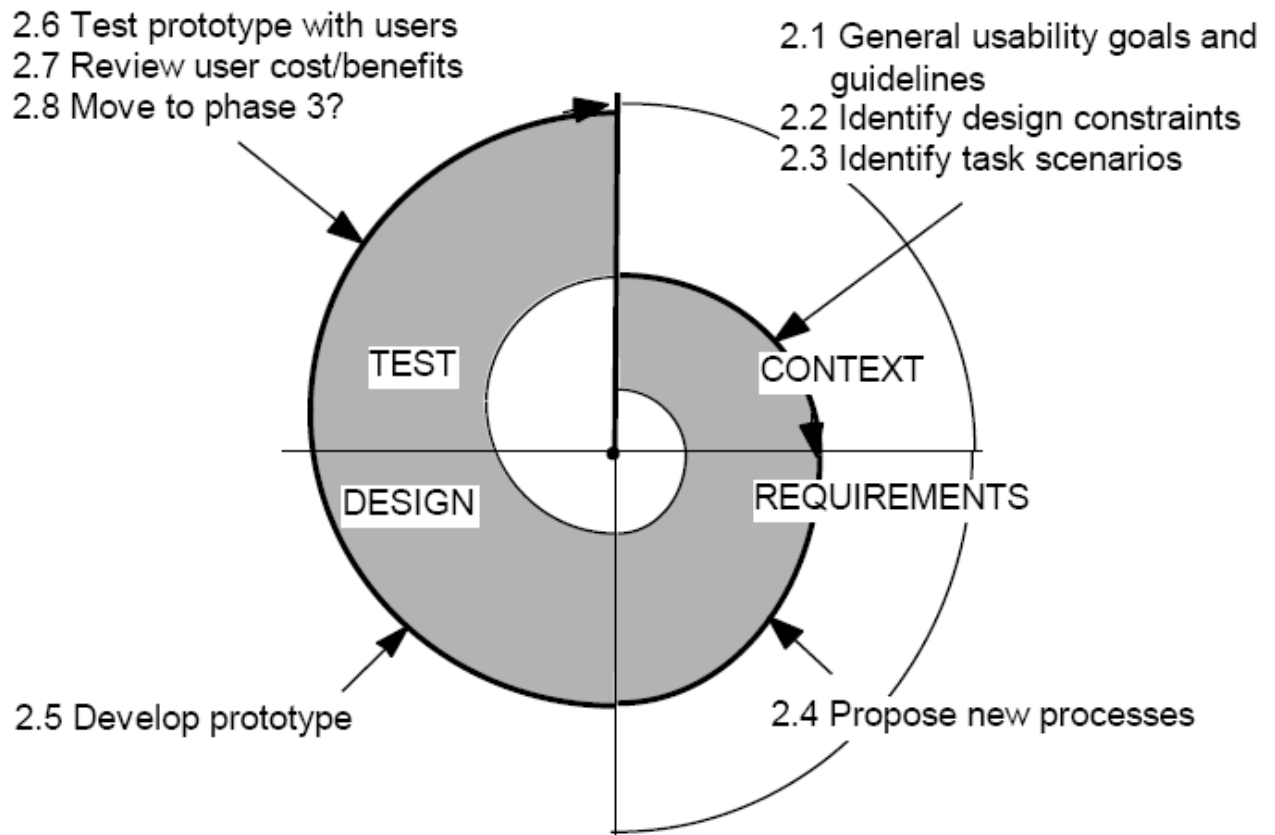 2.6 Test prototype with users
2.7 Review user cost/benefits
2.8 Move to phase 3?
2.1 General usability goals and
guidelines
2.2 Identify design constraints
2.3 Identify task scenarios
TEST
CONTEXT
DESIGN
REQUIREMENTS
2.5 Develop prototype
2.4 Propose new processes